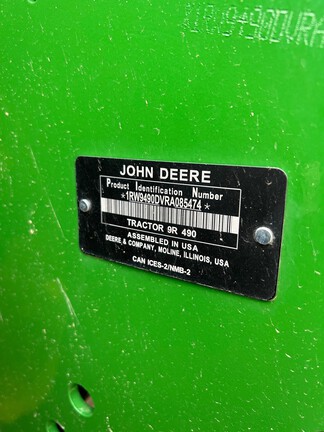 1RW9490DVRA
JOHN DEERE
Product Identification Number
*1RW9490DVRA085474*
TRACTOR 9R 490
ASSEMBLED IN USA
DEERE & COMPANY, MOLINE, ILLINOIS, USA
CAN ICES-2/NMB-2